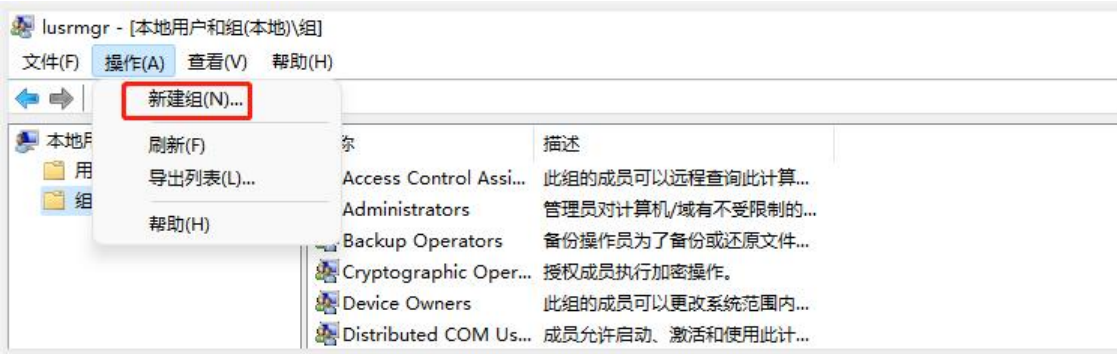 lusrmgr - [本地用户和组(本地)\组]
文件(F) 操作(A) 查看(V) 帮助(H)
新建组(N)...
刷新(F)
导出列表(L)...
帮助(H)
本地用
用
组
称 描述
Access Control Assi... 此组的成员可以远程查询此计算...
Administrators 管理员对计算机/域有不受限制的...
Backup Operators 备份操作员为了备份或还原文件...
Cryptographic Oper... 授权成员执行加密操作。
Device Owners 此组的成员可以更改系统范围内...
Distributed COM Us... 成员允许启动、激活和使用此计...